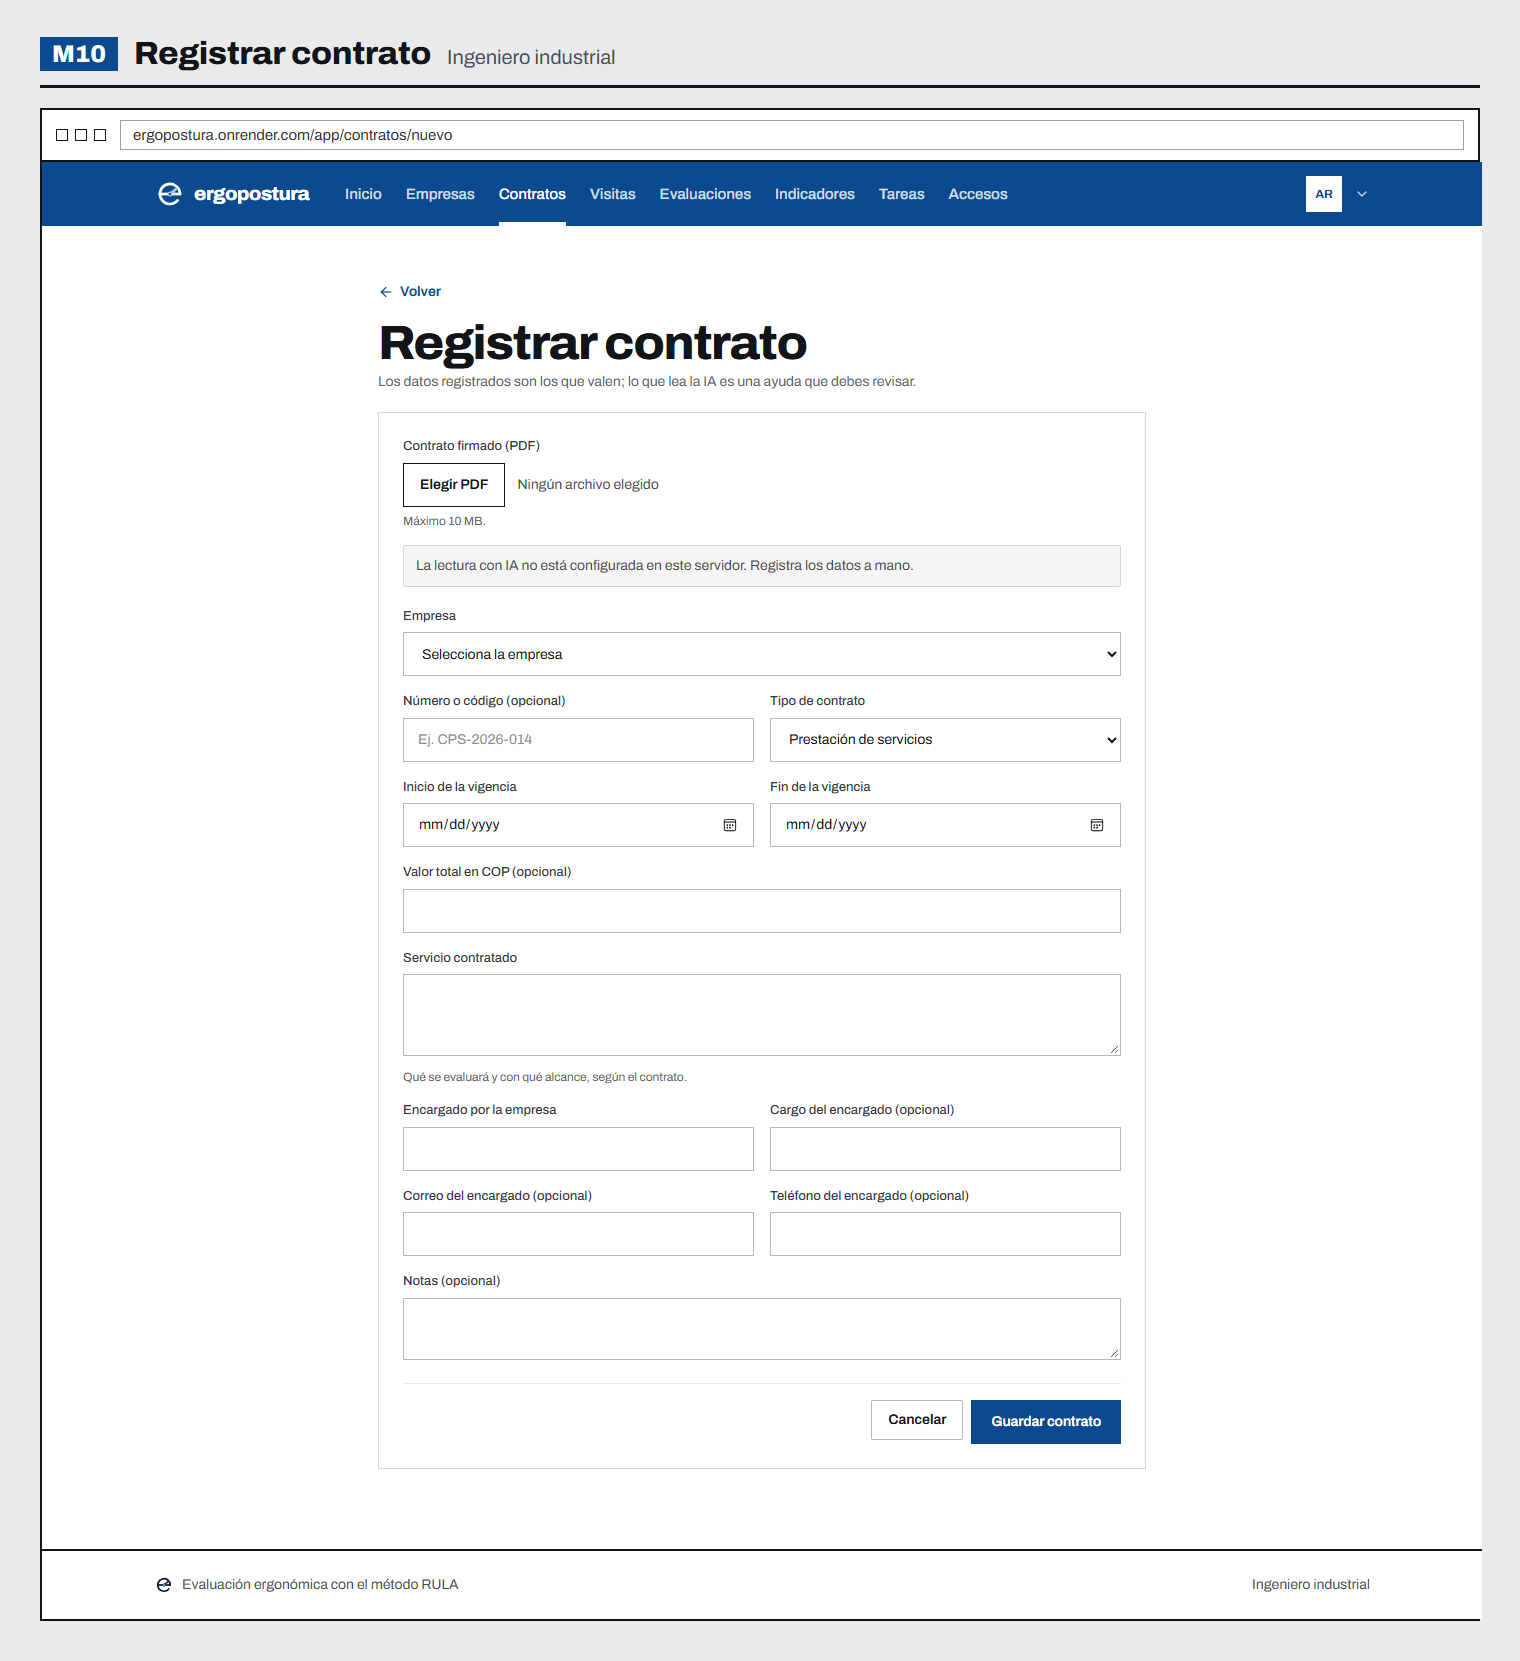 M10 Registrar contrato Ingeniero industrial
ergopostura.onrender.com/app/contratos/nuevo
ergopostura Inicio Empresas Contratos Visitas Evaluaciones Indicadores Tareas Accesos AR
Volver
Registrar contrato
Los datos registrados son los que valen; lo que lea la IA es una ayuda que debes revisar.
Contrato firmado (PDF)
Elegir PDF Ningún archivo elegido
Máximo 10 MB.
La lectura con IA no está configurada en este servidor. Registra los datos a mano.
Empresa
Selecciona la empresa
Número o código (opcional) Tipo de contrato
Ej. CPS-2026-014 Prestación de servicios
Inicio de la vigencia Fin de la vigencia
mm/dd/yyyy mm/dd/yyyy
Valor total en COP (opcional)
Servicio contratado
Qué se evaluará y con qué alcance, según el contrato.
Encargado por la empresa Cargo del encargado (opcional)
Correo del encargado (opcional) Teléfono del encargado (opcional)
Notas (opcional)
Cancelar Guardar contrato
Evaluación ergonómica con el método RULA Ingeniero industrial